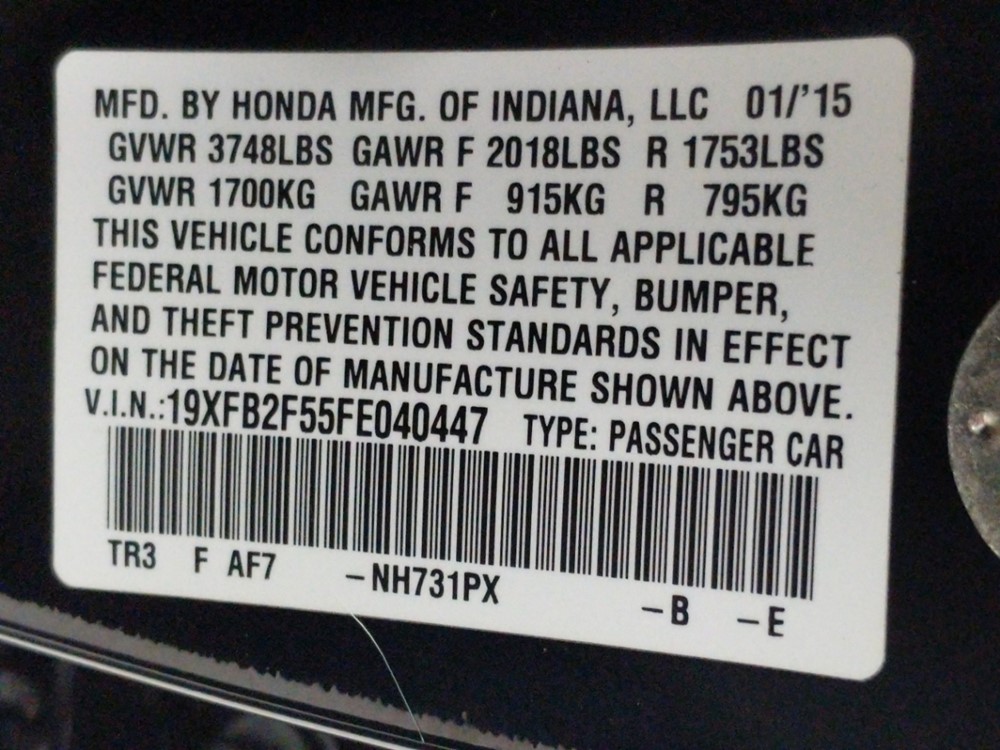 MFD. BY HONDA MFG. OF INDIANA, LLC 01/'15
GVWR 3748LBS GAWR F 2018LBS R 1753LBS
GVWR 1700KG GAWR F 915KG R 795KG
THIS VEHICLE CONFORMS TO ALL APPLICABLE
FEDERAL MOTOR VEHICLE SAFETY, BUMPER,
AND THEFT PREVENTION STANDARDS IN EFFECT
ON THE DATE OF MANUFACTURE SHOWN ABOVE.
V.I.N.:19XFB2F55FE040447 TYPE: PASSENGER CAR
TR3 F AF7 –NH731PX –B –E